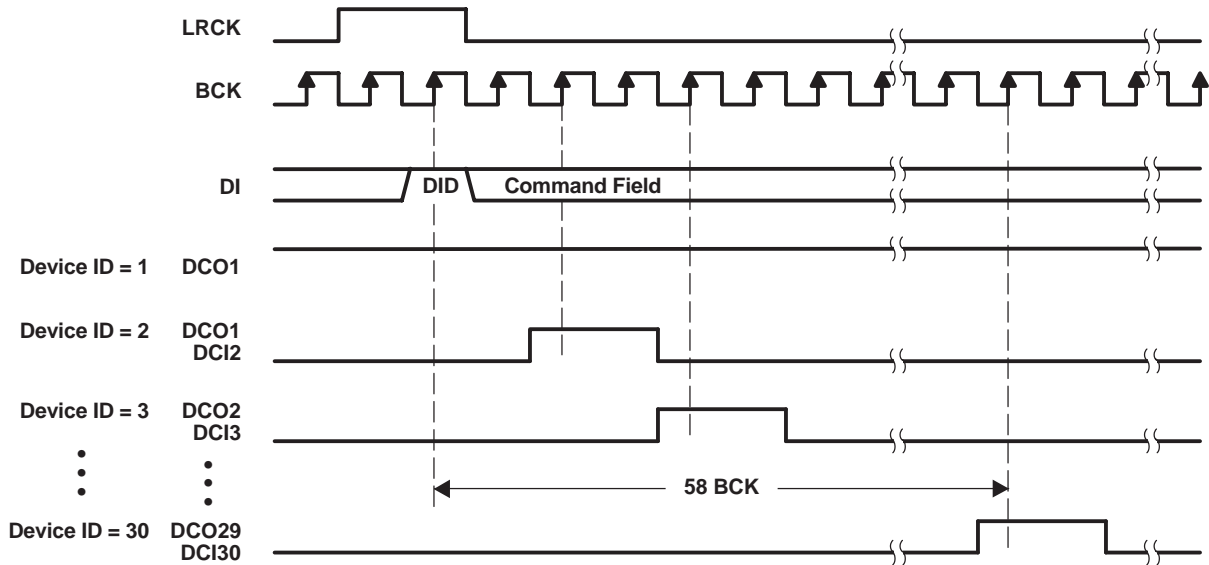 LRCK
BCK
DI
DID
Command Field
Device ID = 1 DCO1
Device ID = 2 DCO1
DCI2
Device ID = 3 DCO2
DCI3
58 BCK
Device ID = 30 DCO29
DCI30